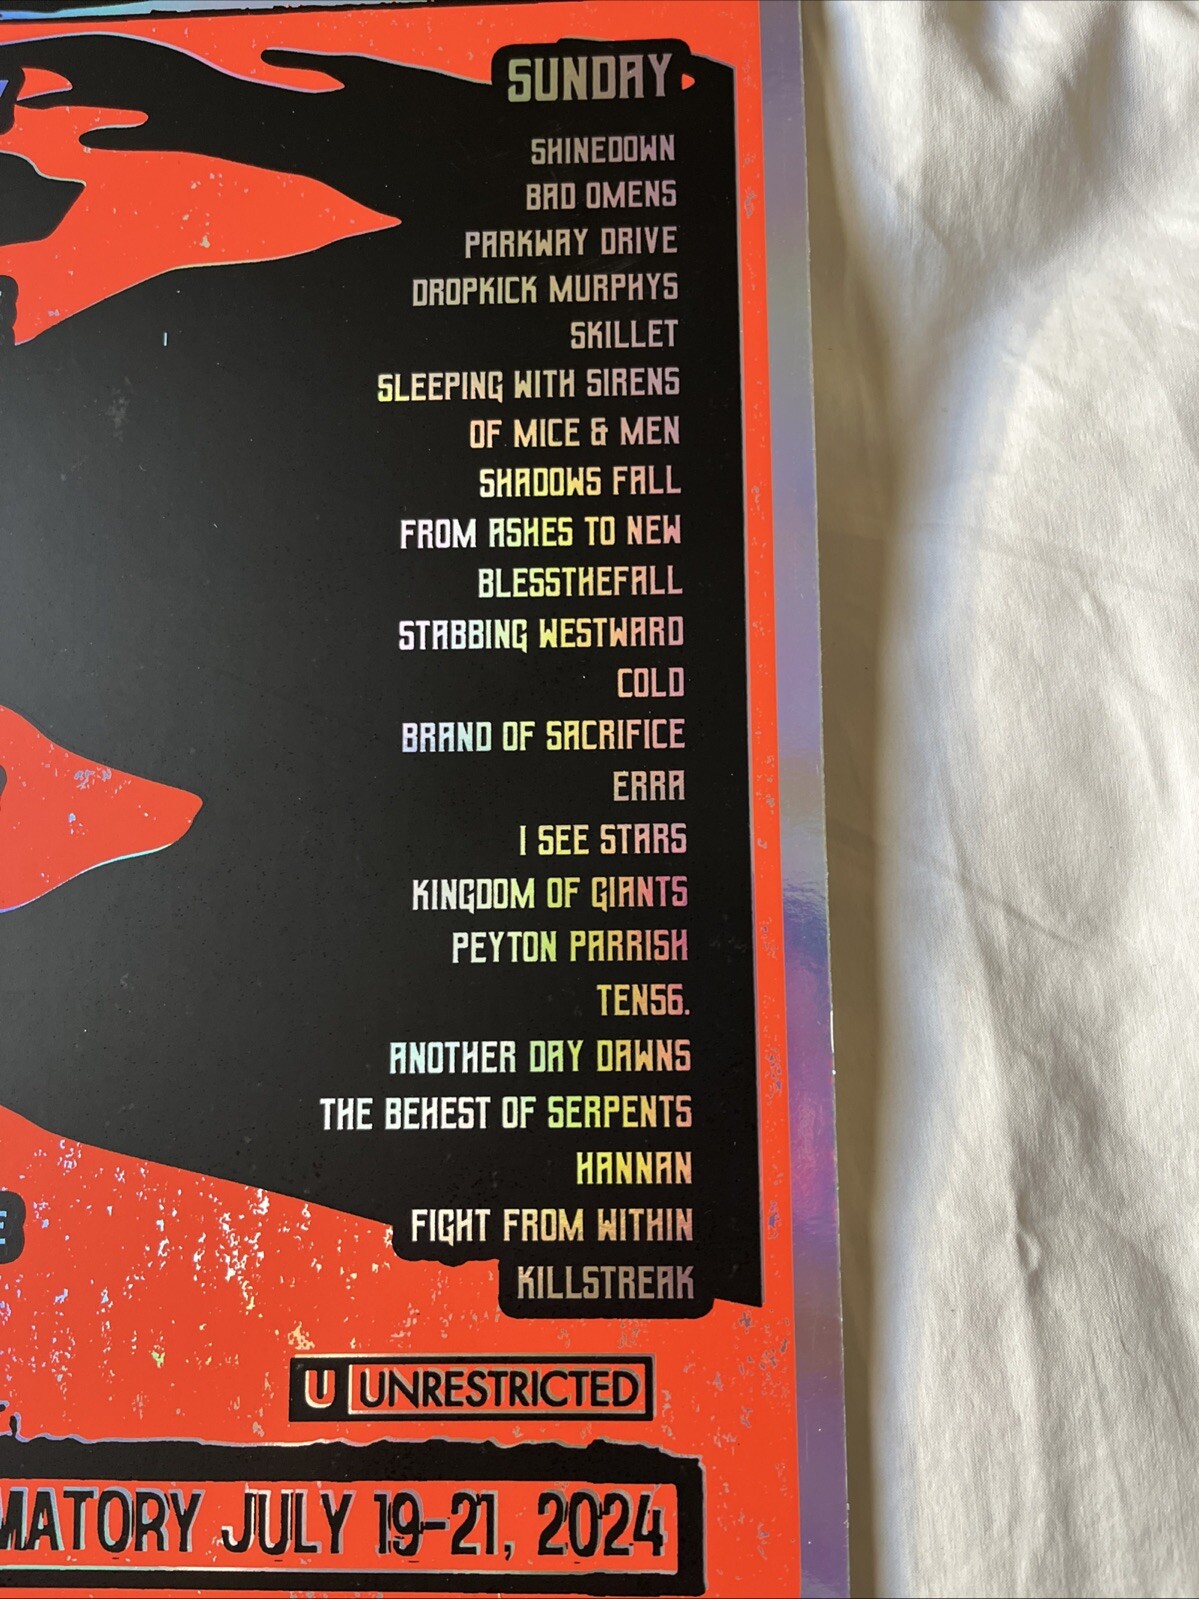 SUNDAY
SHINEDOWN
BAD OMENS
PARKWAY DRIVE
DROPKICK MURPHYS
SKILLET
SLEEPING WITH SIRENS
OF MICE & MEN
SHADOWS FALL
FROM ASHES TO NEW
BLESSTHEFALL
STABBING WESTWARD
COLD
BRAND OF SACRIFICE
ERRA
I SEE STARS
KINGDOM OF GIANTS
PEYTON PARRISH
TEN56.
ANOTHER DAY DAWNS
THE BEHEST OF SERPENTS
HANNAN
FIGHT FROM WITHIN
KILLSTREAK
U UNRESTRICTED
MATORY JULY 19-21, 2024